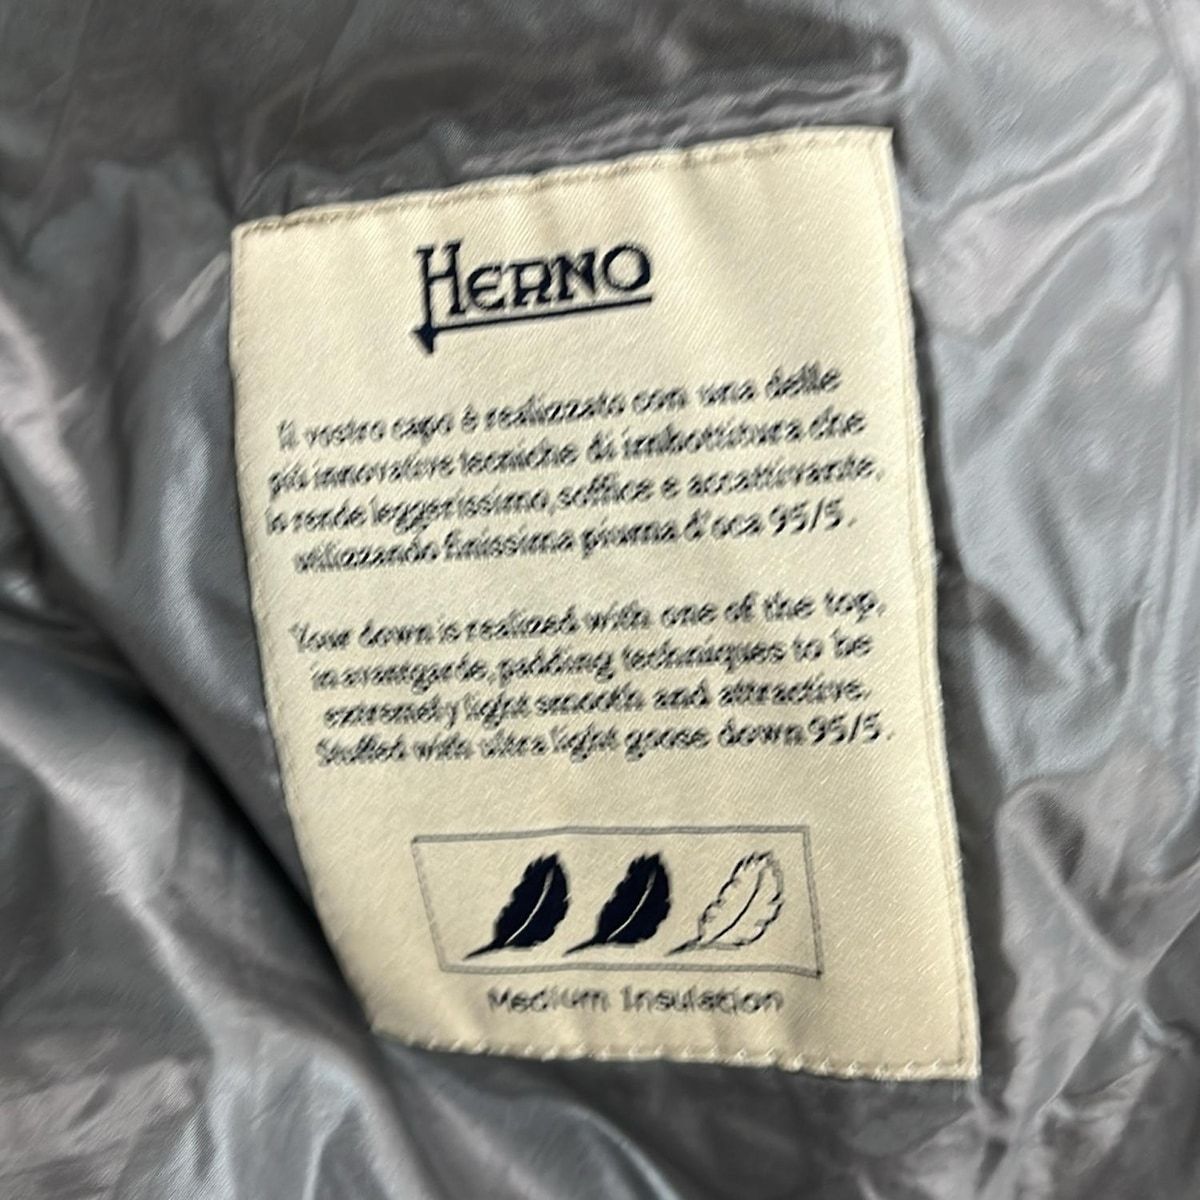 HERNO
Il vostro capo è realizzato con una delle
più innovative tecniche di imbottitura che
lo rende leggerissimo, soffice e accattivante,
utilizzando finissima piuma d'oca 95/5.
Your down is realized with one of the top,
in avantgarde, padding techniques to be
extremely light smooth and attractive.
Stuffed with ultra light goose down 95/5.
Medium Insulation